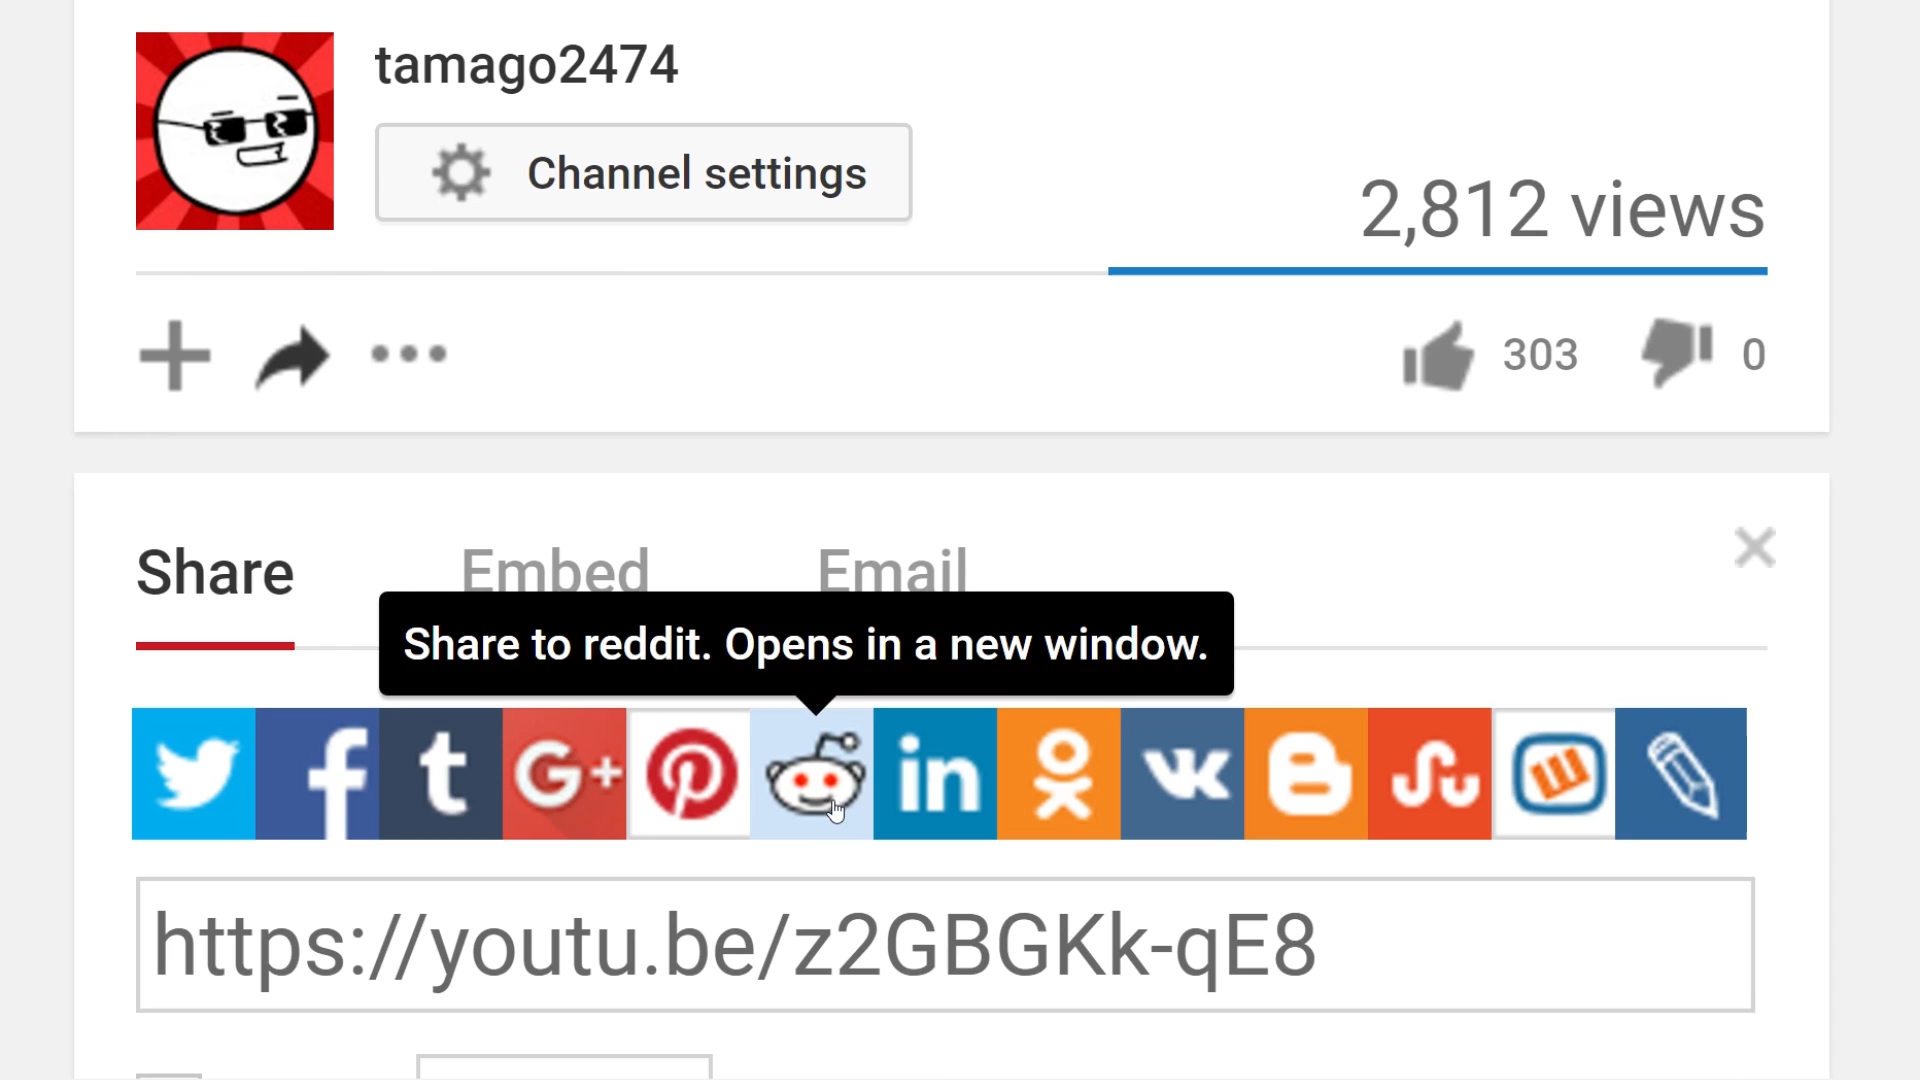 tamago2474
Channel settings
2,812 views
303
0
Share
Embed
Email
Share to reddit. Opens in a new window.
f
t
G+
in
https://youtu.be/z2GBGKk-qE8